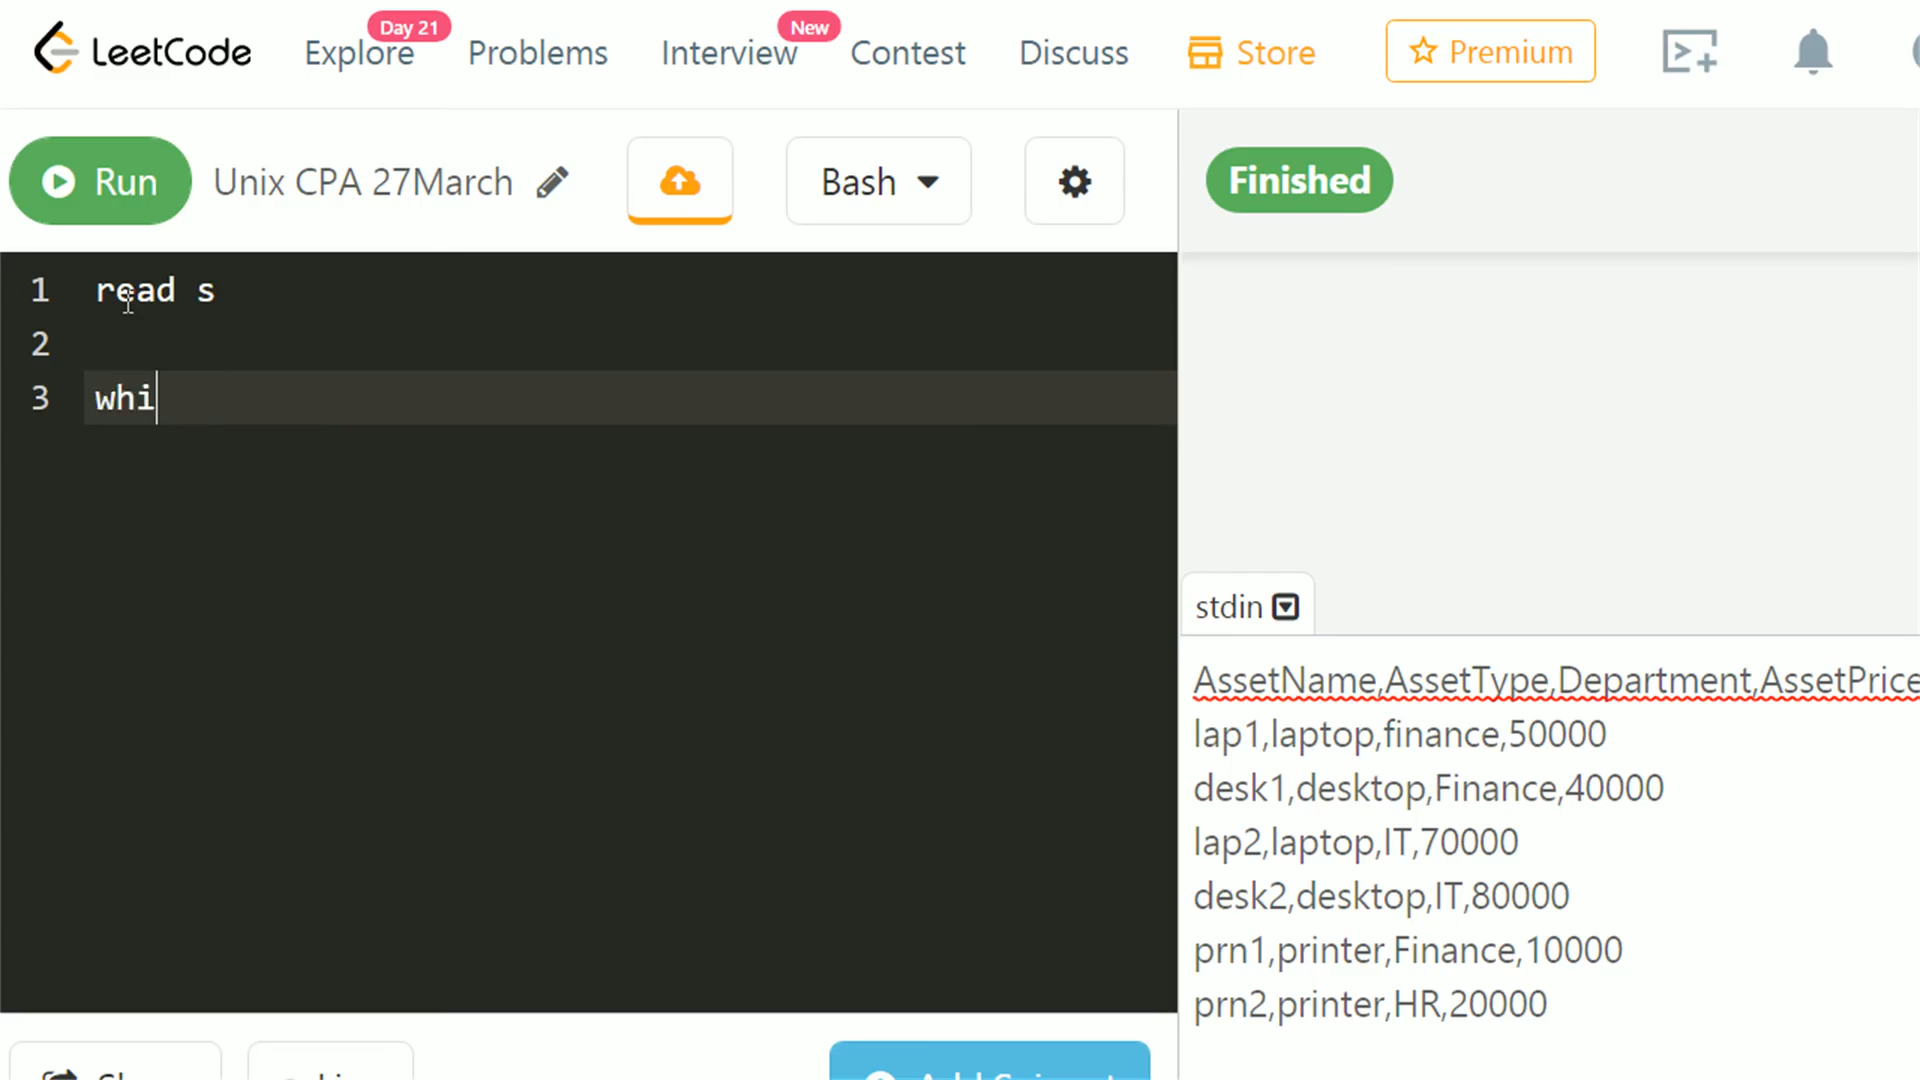 LeetCode Explore Day 21 Problems Interview New Contest Discuss Store Premium
Run Unix CPA 27March Bash
Finished
1 read s
2
3 whi
stdin
AssetName,AssetType,Department,AssetPrice
lap1,laptop,finance,50000
desk1,desktop,Finance,40000
lap2,laptop,IT,70000
desk2,desktop,IT,80000
prn1,printer,Finance,10000
prn2,printer,HR,20000